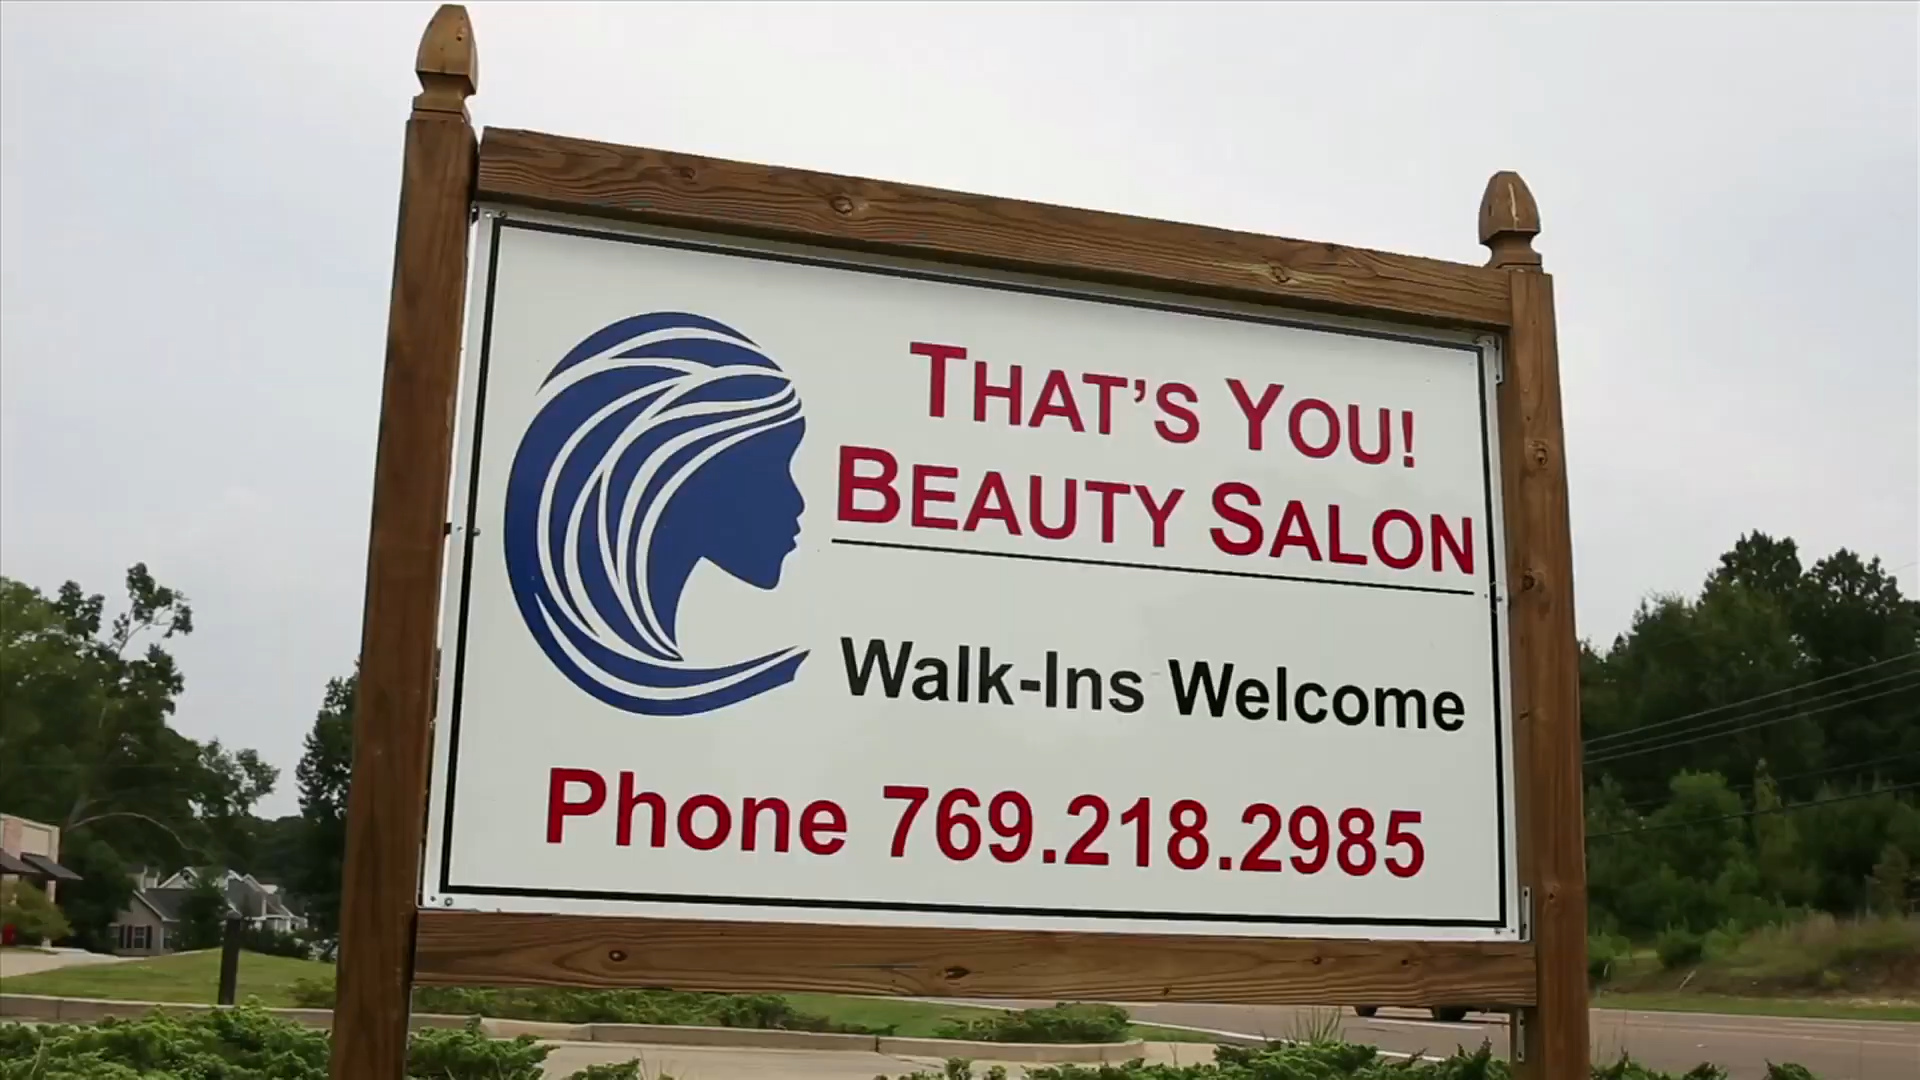 THAT'S YOU!
BEAUTY SALON
Walk-Ins Welcome
Phone 769.218.2985